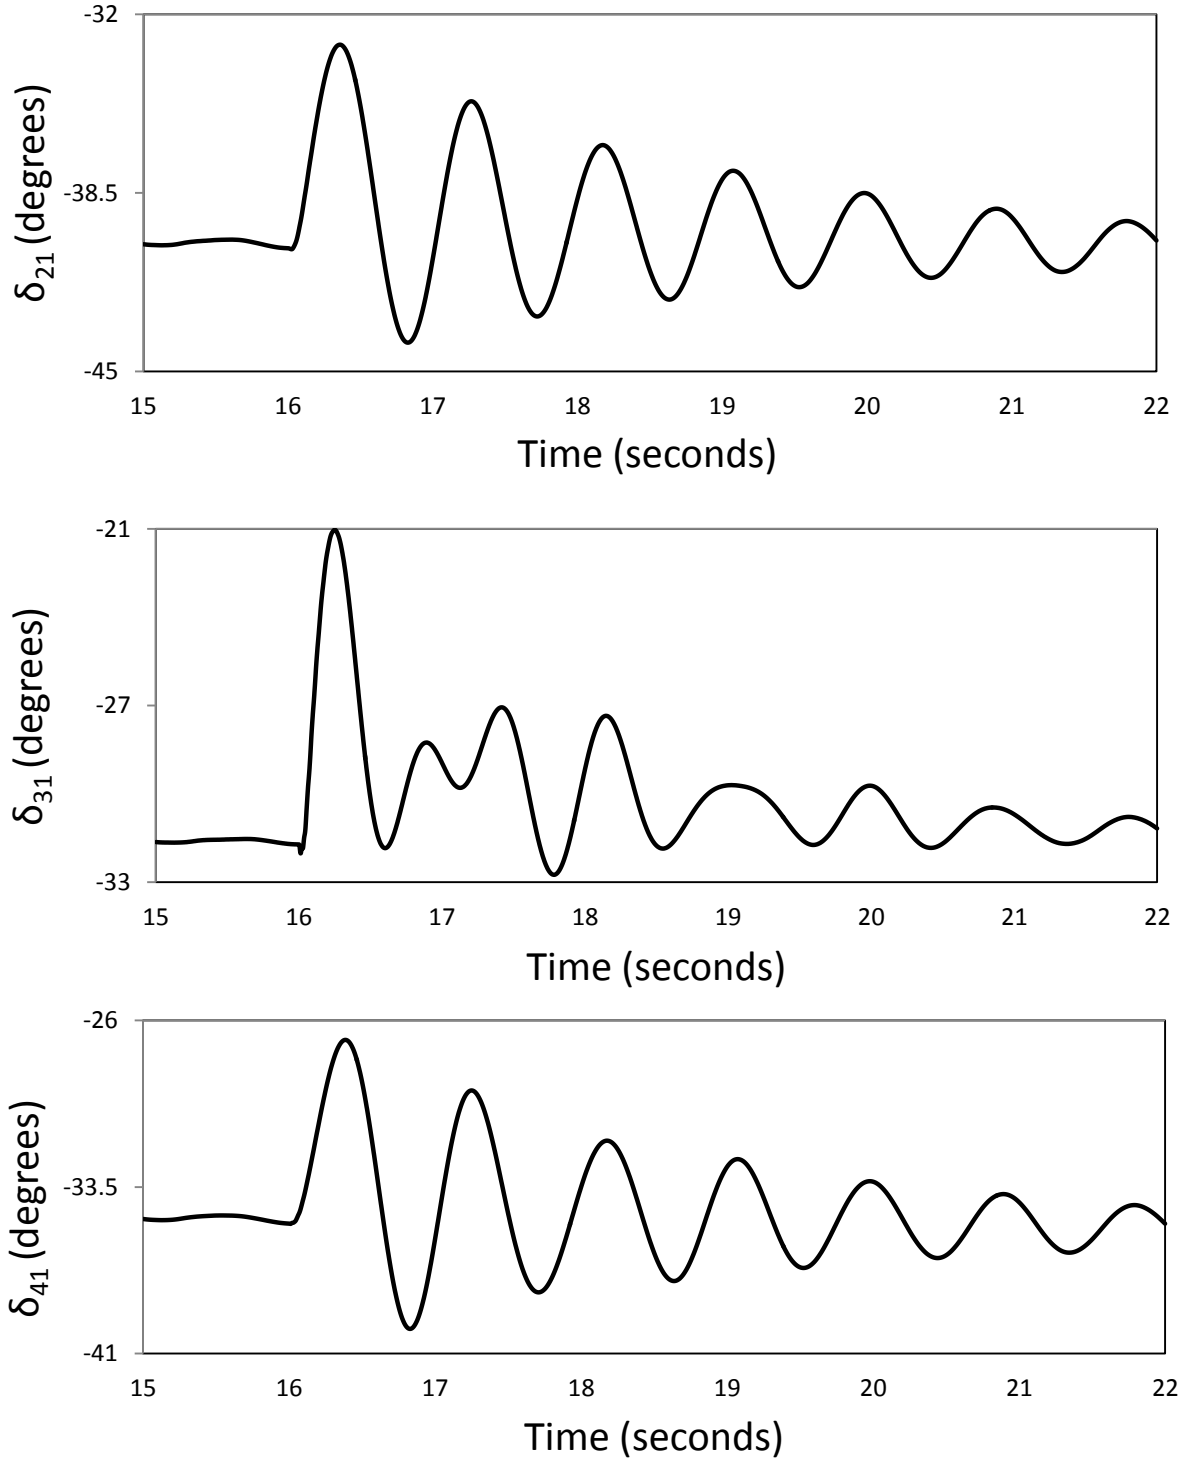 δ21 (degrees)
-32
-38.5
-45
15 16 17 18 19 20 21 22
Time (seconds)
δ31 (degrees)
-21
-27
-33
15 16 17 18 19 20 21 22
Time (seconds)
δ41 (degrees)
-26
-33.5
-41
15 16 17 18 19 20 21 22
Time (seconds)